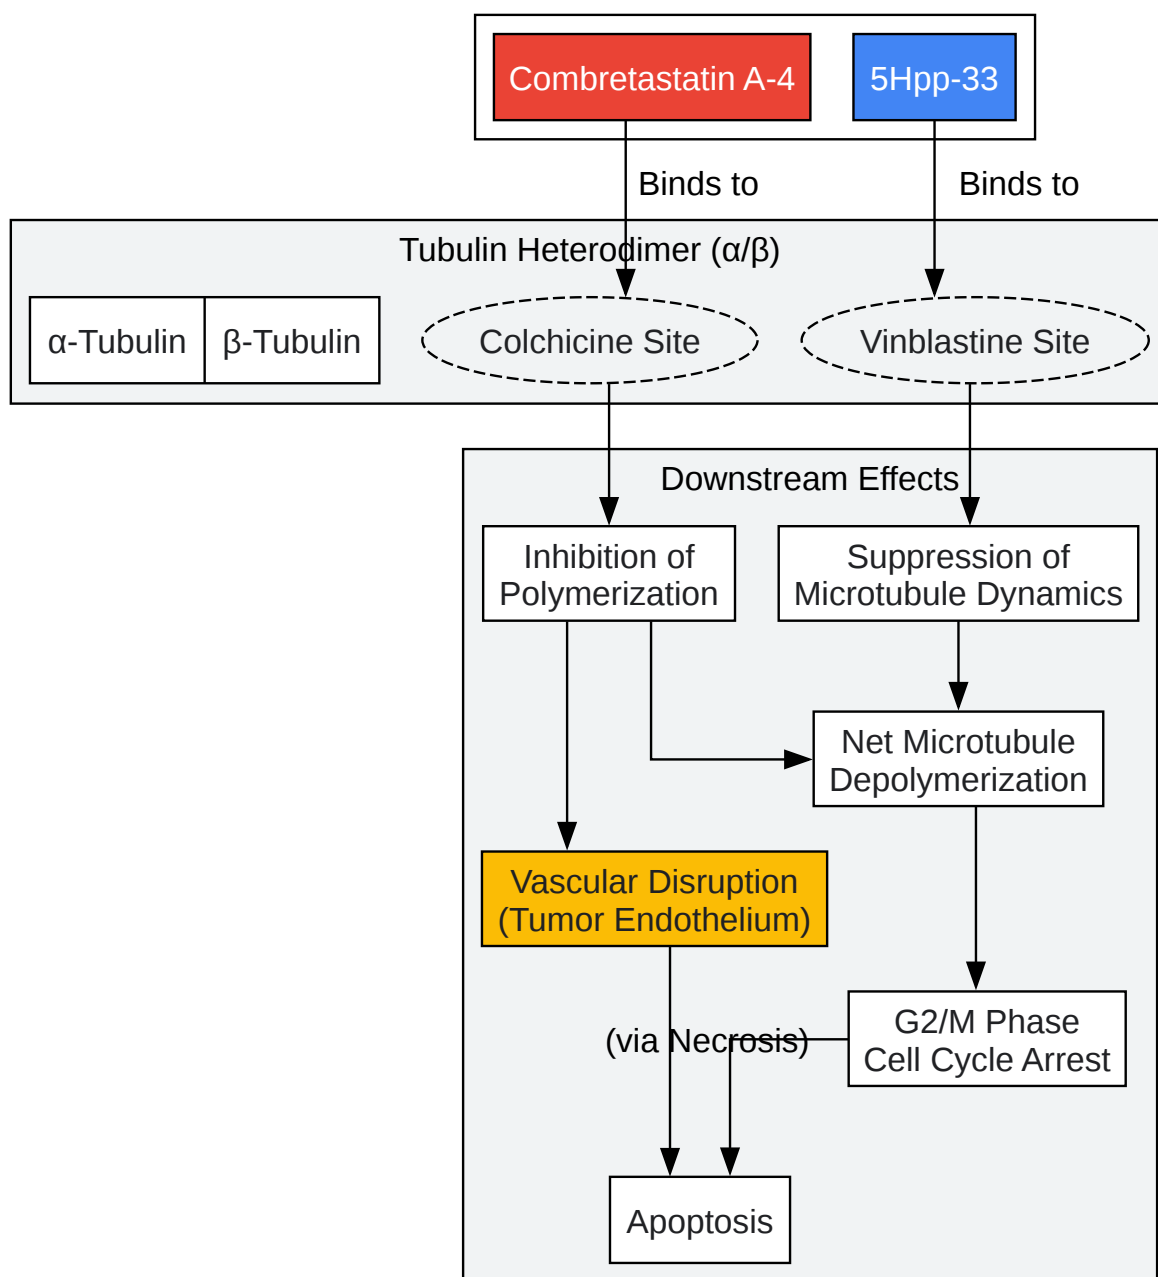 Combretastatin A-4
5Hpp-33
Binds to
Binds to
Tubulin Heterodimer (α/β)
α-Tubulin
β-Tubulin
Colchicine Site
Vinblastine Site
Downstream Effects
Inhibition of
Polymerization
Suppression of
Microtubule Dynamics
Net Microtubule
Depolymerization
Vascular Disruption
(Tumor Endothelium)
(via Necrosis)
G2/M Phase
Cell Cycle Arrest
Apoptosis